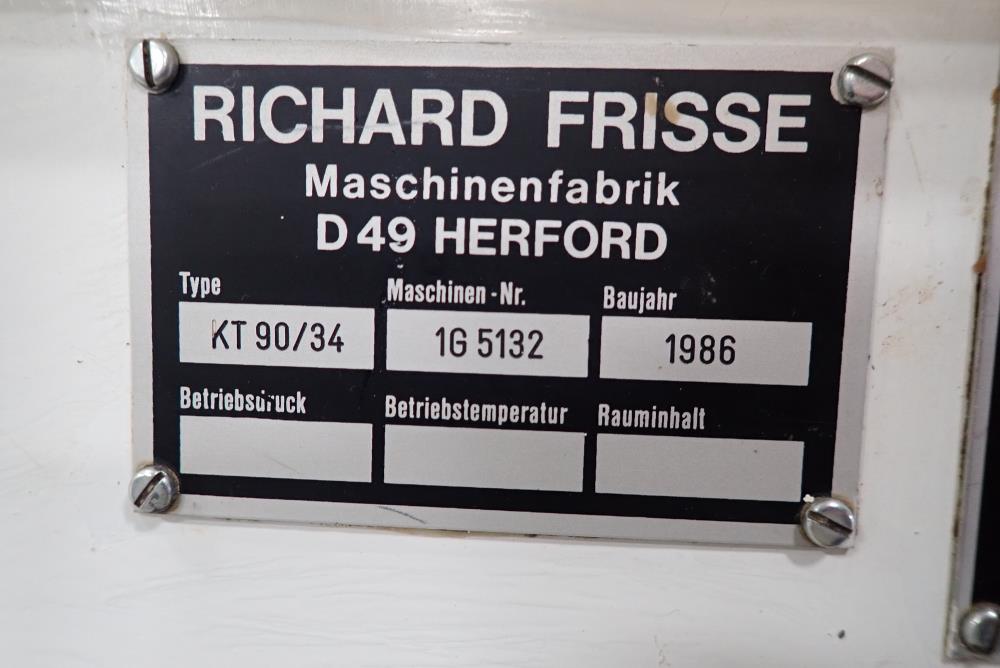 RICHARD FRISSE
Maschinenfabrik
D 49 HERFORD
Type Maschinen-Nr. Baujahr
KT 90/34 1G 5132 1986
Betriebsdruck Betriebstemperatur Rauminhalt